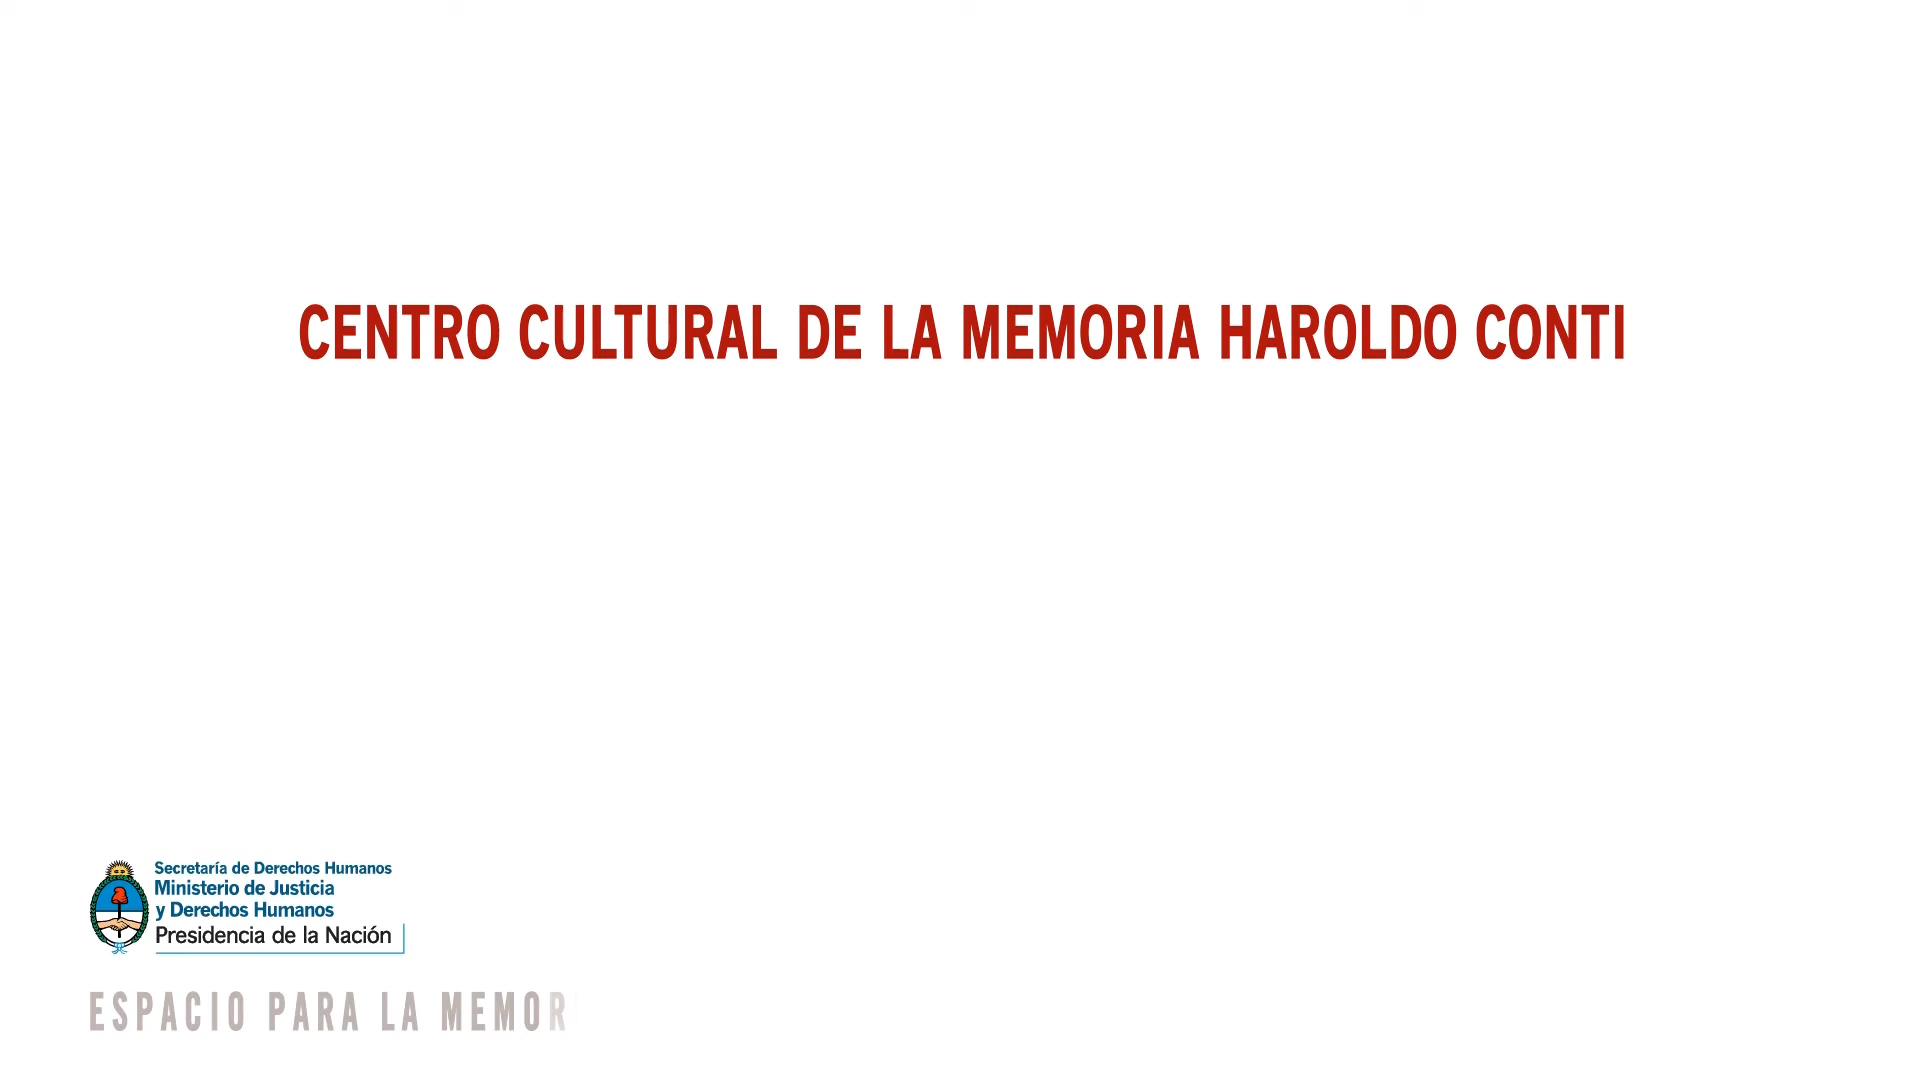 CENTRO CULTURAL DE LA MEMORIA HAROLDO CONTI
Secretaría de Derechos Humanos
Ministerio de Justicia
y Derechos Humanos
Presidencia de la Nación
ESPACIO PARA LA MEMOR